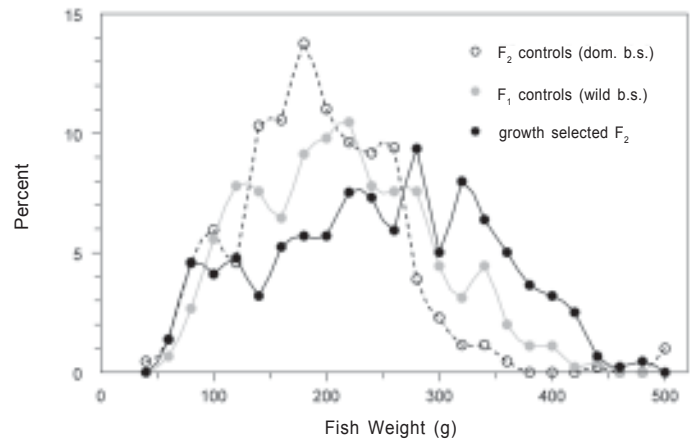 15
10
5
0
Percent
F2 controls (dom. b.s.)
F1 controls (wild b.s.)
growth selected F2
0
100
200
300
400
500
Fish Weight (g)